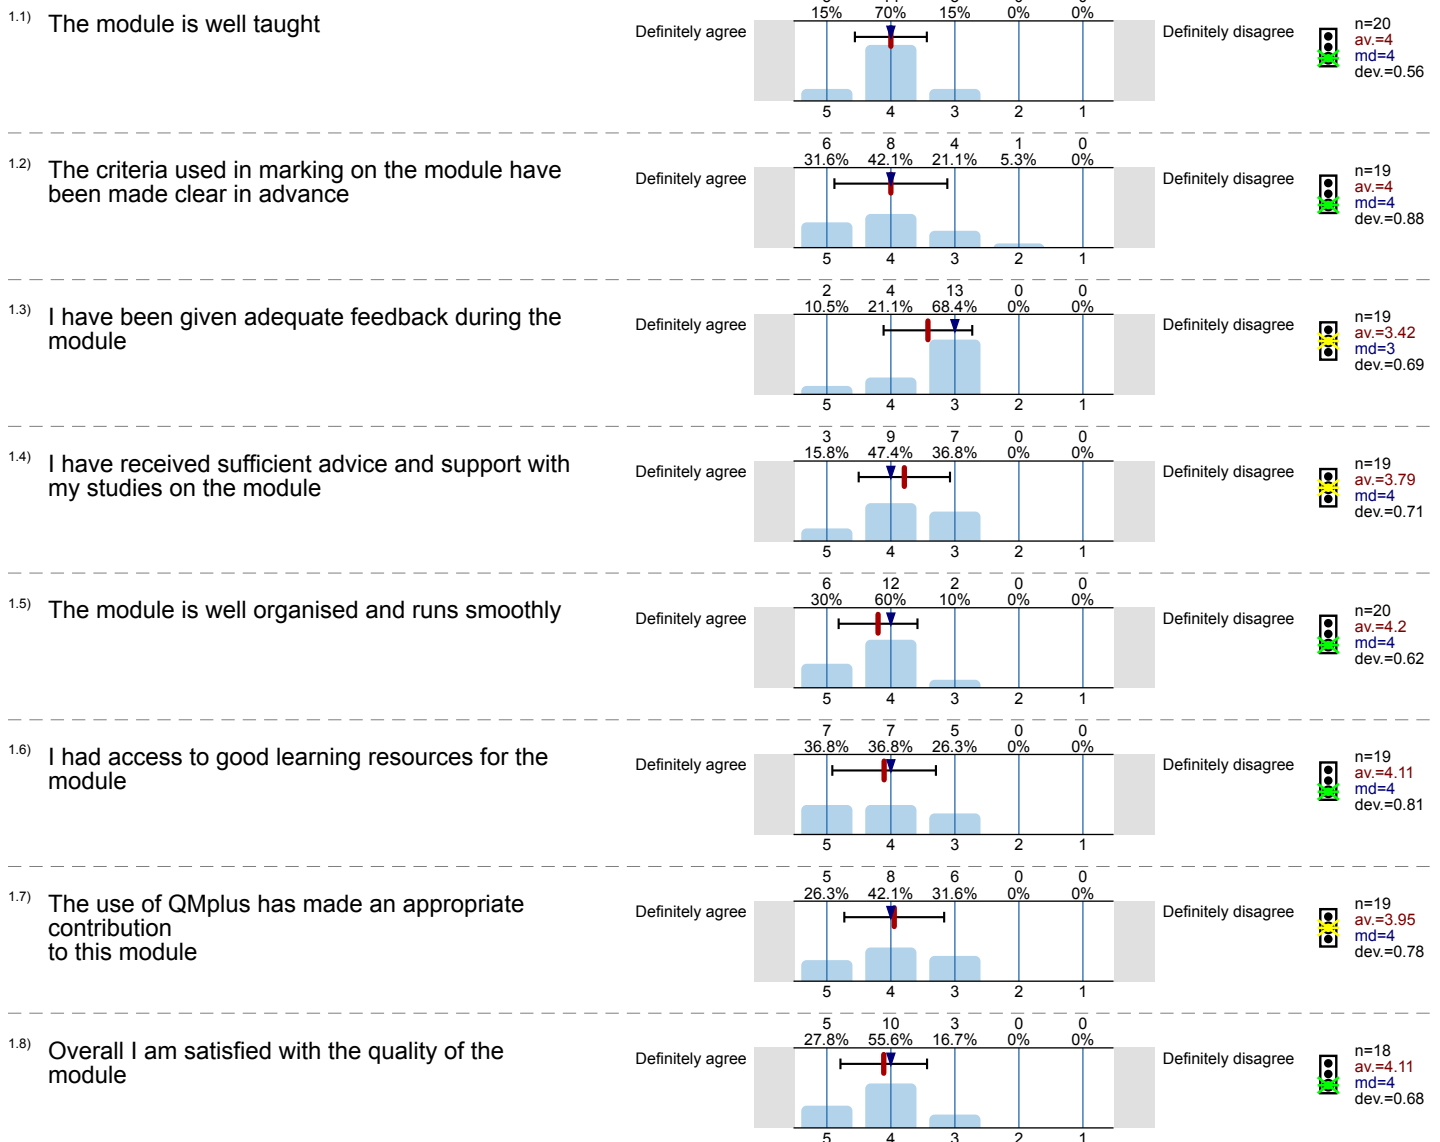 15% 70% 15% 0% 0%
1.1) The module is well taught
Definitely agree
Definitely disagree
n=20
av.=4
md=4
dev.=0.56
5 4 3 2 1
6 8 4 1 0
31.6% 42.1% 21.1% 5.3% 0%
1.2) The criteria used in marking on the module have
been made clear in advance
Definitely agree
Definitely disagree
n=19
av.=4
md=4
dev.=0.88
5 4 3 2 1
2 4 13 0 0
10.5% 21.1% 68.4% 0% 0%
1.3) I have been given adequate feedback during the
module
Definitely agree
Definitely disagree
n=19
av.=3.42
md=3
dev.=0.69
5 4 3 2 1
3 9 7 0 0
15.8% 47.4% 36.8% 0% 0%
1.4) I have received sufficient advice and support with
my studies on the module
Definitely agree
Definitely disagree
n=19
av.=3.79
md=4
dev.=0.71
5 4 3 2 1
6 12 2 0 0
30% 60% 10% 0% 0%
1.5) The module is well organised and runs smoothly
Definitely agree
Definitely disagree
n=20
av.=4.2
md=4
dev.=0.62
5 4 3 2 1
7 7 5 0 0
36.8% 36.8% 26.3% 0% 0%
1.6) I had access to good learning resources for the
module
Definitely agree
Definitely disagree
n=19
av.=4.11
md=4
dev.=0.81
5 4 3 2 1
5 8 6 0 0
26.3% 42.1% 31.6% 0% 0%
1.7) The use of QMplus has made an appropriate
contribution
to this module
Definitely agree
Definitely disagree
n=19
av.=3.95
md=4
dev.=0.78
5 4 3 2 1
5 10 3 0 0
27.8% 55.6% 16.7% 0% 0%
1.8) Overall I am satisfied with the quality of the
module
Definitely agree
Definitely disagree
n=18
av.=4.11
md=4
dev.=0.68
5 4 3 2 1